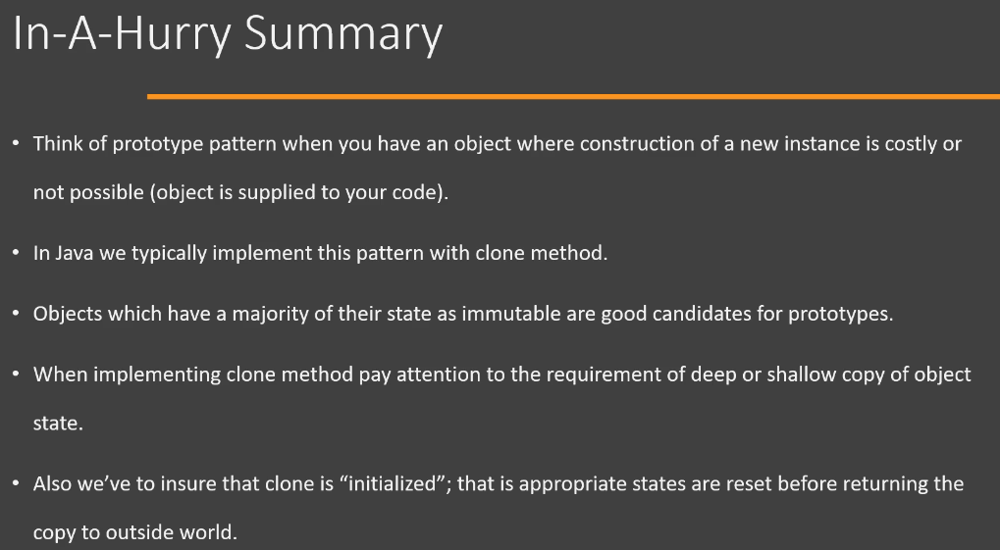 In-A-Hurry Summary
• Think of prototype pattern when you have an object where construction of a new instance is costly or
not possible (object is supplied to your code).
• In Java we typically implement this pattern with clone method.
• Objects which have a majority of their state as immutable are good candidates for prototypes.
• When implementing clone method pay attention to the requirement of deep or shallow copy of object
state.
• Also we’ve to insure that clone is “initialized”; that is appropriate states are reset before returning the
copy to outside world.